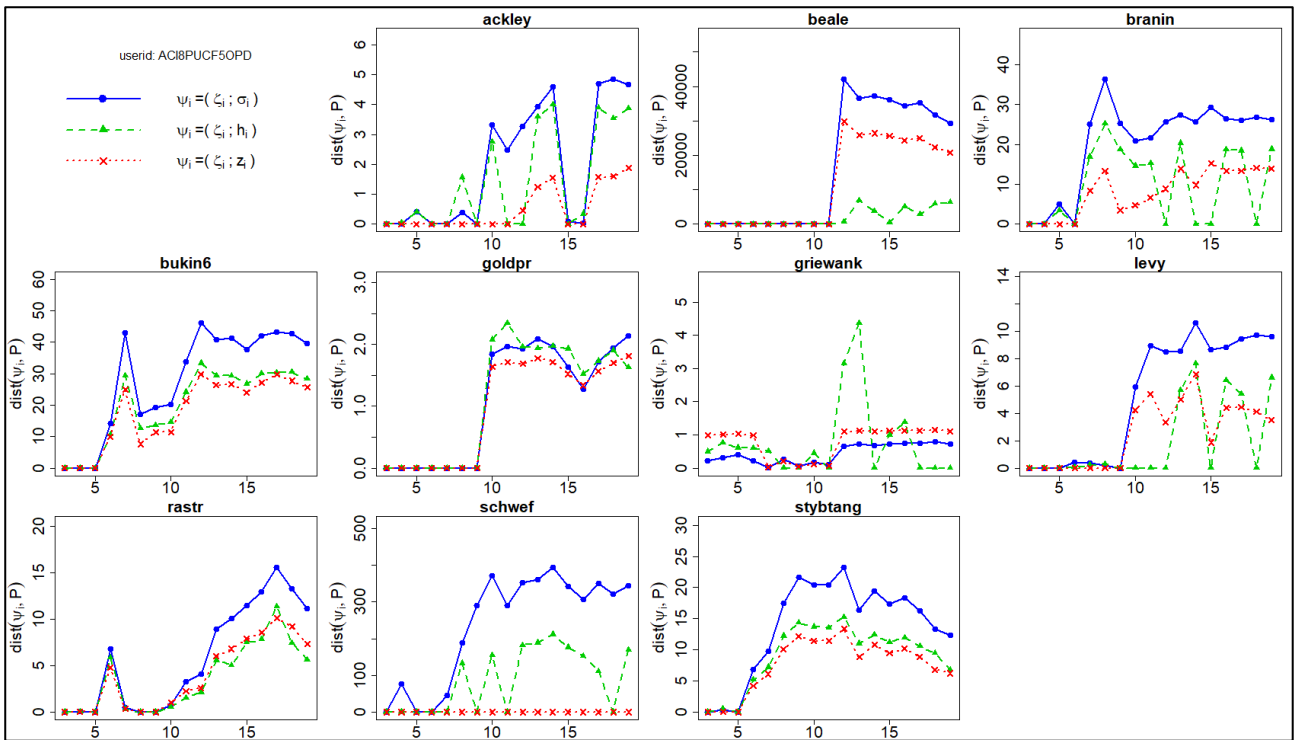 userid: ACI8PUCF5OPD
ψi =( ζi ; σi )
ψi =( ζi ; hi )
ψi =( ζi ; zi )
ackley
dist(ψi, P)
0 1 2 3 4 5 6
5 10 15
beale
dist(ψi, P)
0 20000 40000
5 10 15
branin
dist(ψi, P)
0 10 20 30 40
5 10 15
bukin6
dist(ψi, P)
0 10 20 30 40 50 60
5 10 15
goldpr
dist(ψi, P)
0.0 1.0 2.0 3.0
5 10 15
griewank
dist(ψi, P)
0 1 2 3 4 5
5 10 15
levy
dist(ψi, P)
0 2 4 6 8 10 14
5 10 15
rastr
dist(ψi, P)
0 5 10 15 20
5 10 15
schwef
dist(ψi, P)
0 100 300 500
5 10 15
stybtang
dist(ψi, P)
0 5 10 15 20 25 30
5 10 15